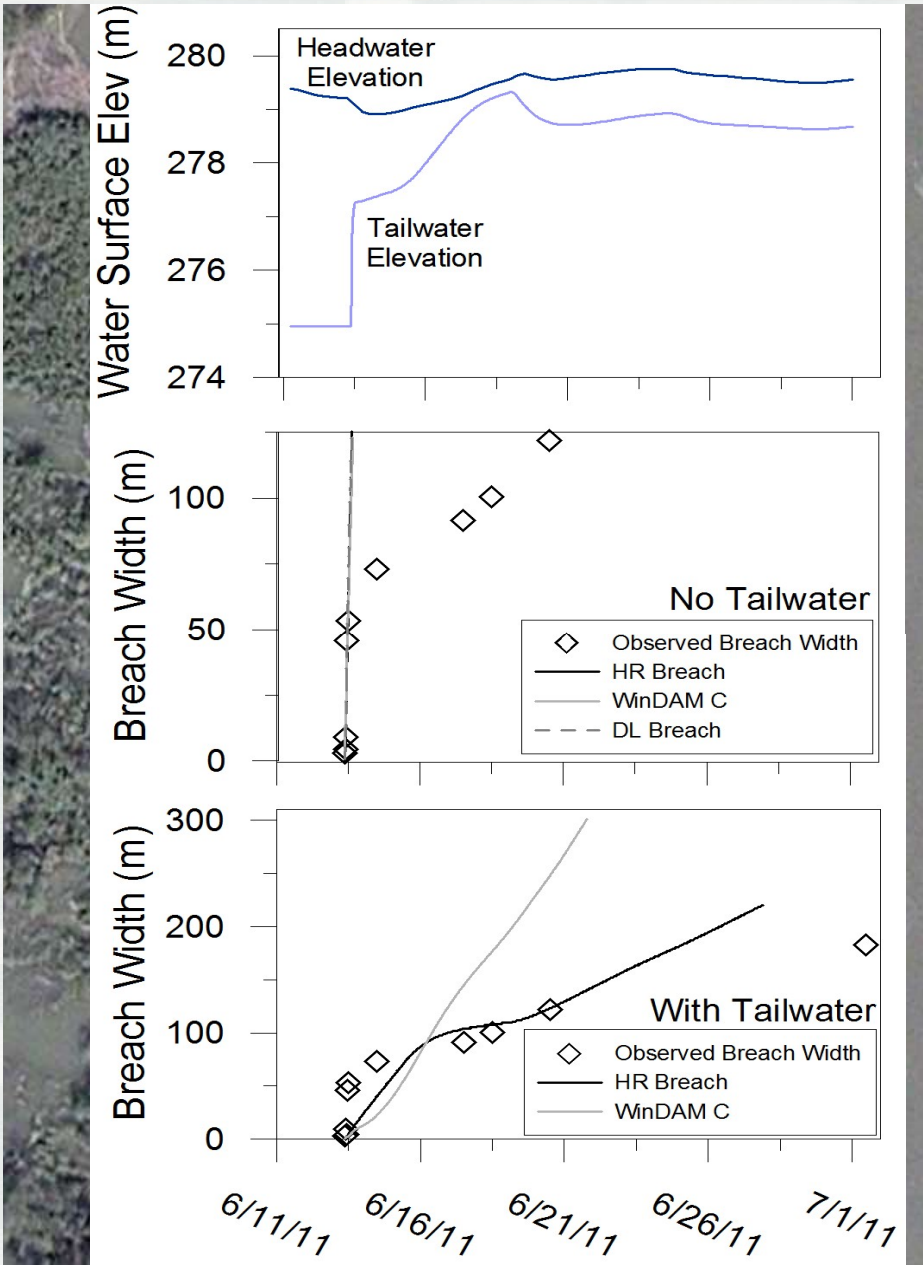 Water Surface Elev (m)
280
278
276
274
Headwater
Elevation
Tailwater
Elevation
Breach Width (m)
100
50
0
No Tailwater
Observed Breach Width
HR Breach
WinDAM C
DL Breach
Breach Width (m)
300
200
100
0
With Tailwater
Observed Breach Width
HR Breach
WinDAM C
6/11/11
6/16/11
6/21/11
6/26/11
7/1/11